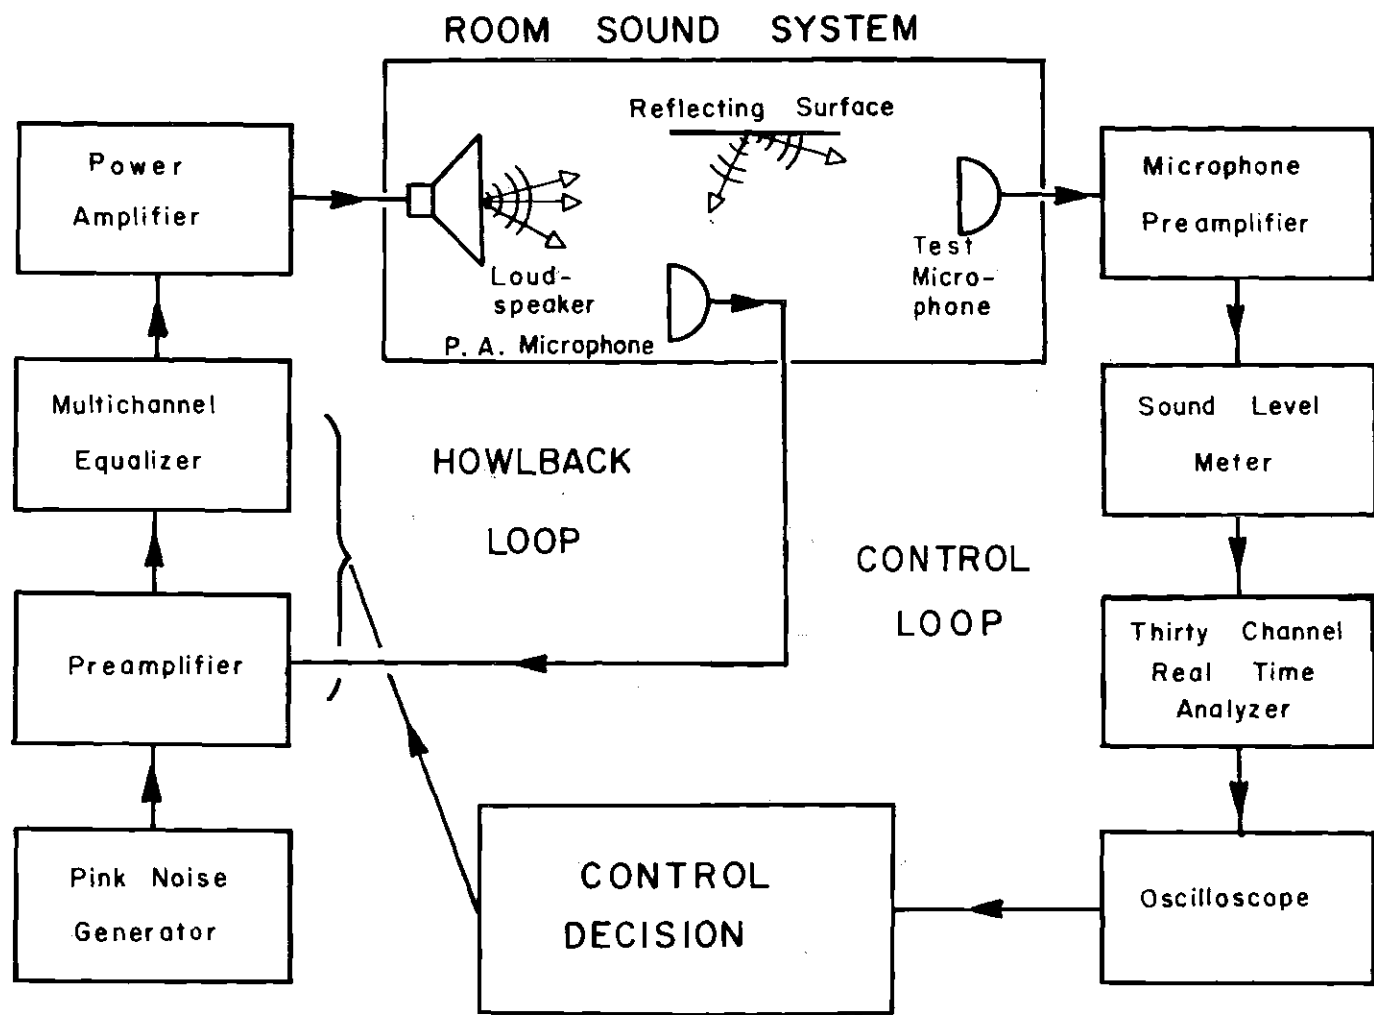 ROOM SOUND SYSTEM
Reflecting Surface
Power
Amplifier
Loud-
speaker
P. A. Microphone
Test
Micro-
phone
Microphone
Preamplifier
Multichannel
Equalizer
HOWLBACK
LOOP
Sound Level
Meter
CONTROL
LOOP
Preamplifier
Thirty Channel
Real Time
Analyzer
Pink Noise
Generator
CONTROL
DECISION
Oscilloscope